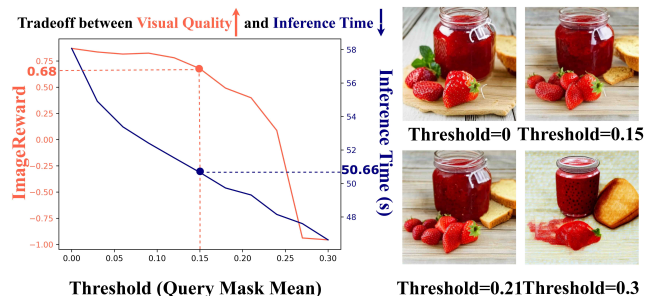 Tradeoff between Visual Quality↑ and Inference Time↓
ImageReward
0.75
0.68
0.50
0.25
0.00
−0.25
−0.50
−0.75
−1.00
0.00 0.05 0.10 0.15 0.20 0.25 0.30
Threshold (Query Mask Mean)
58
56
54
52
50.66
50
48
Inference Time (s)
Threshold=0 Threshold=0.15
Threshold=0.21 Threshold=0.3